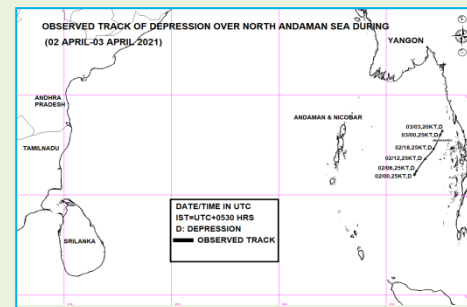 OBSERVED TRACK OF DEPRESSION OVER NORTH ANDAMAN SEA DURING
(02 APRIL-03 APRIL 2021)
N
YANGON
ANDHRA
PRADESH
ANDAMAN & NICOBAR
TAMILNADU
03/03,20KT,D
03/00,25KT,D
02/18,25KT,D
02/12,25KT,D
02/06,25KT,D
02/00,25KT,D
DATE/TIME IN UTC
IST=UTC+0530 HRS
D: DEPRESSION
OBSERVED TRACK
SRILANKA